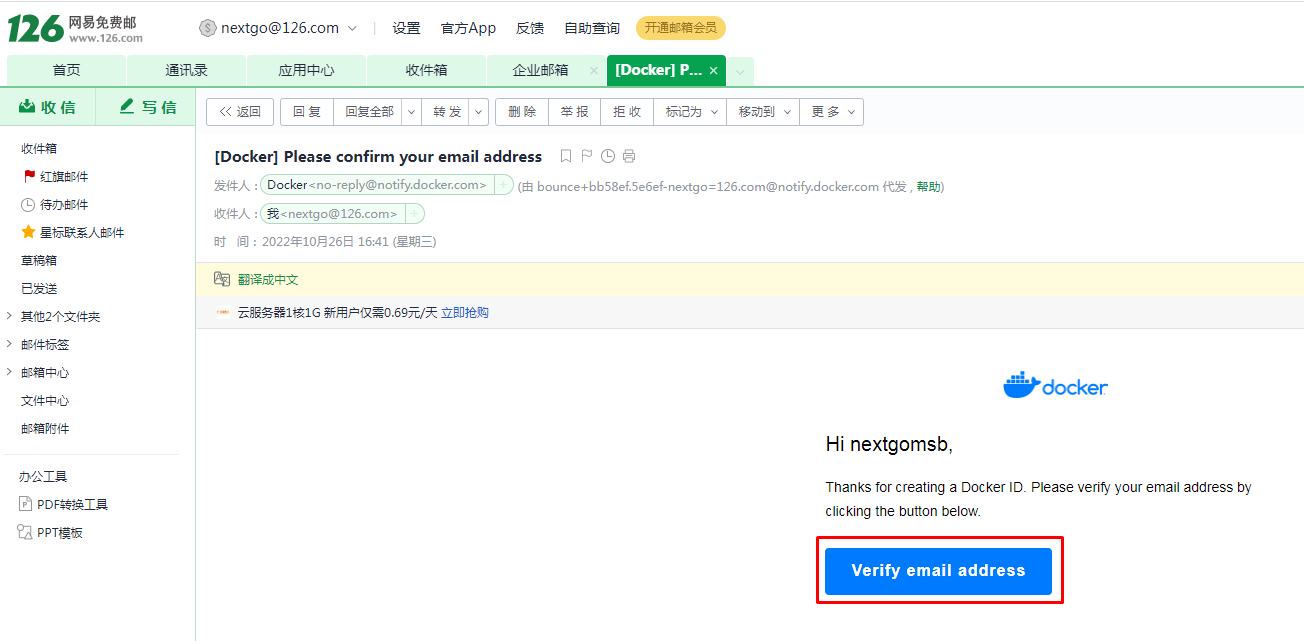 126 网易免费邮
www.126.com
nextgo@126.com
设置 官方App 反馈 自助查询 开通邮箱会员
首页 通讯录 应用中心 收件箱 企业邮箱 × [Docker] P... ×
收信 写信
<< 返回 回复 回复全部 转发 删除 举报 拒收 标记为 移动到 更多
收件箱
红旗邮件
待办邮件
星标联系人邮件
草稿箱
已发送
其他2个文件夹
邮件标签
邮箱中心
文件中心
邮箱附件
办公工具
PDF转换工具
PPT模板
[Docker] Please confirm your email address
发件人：Docker<no-reply@notify.docker.com> + (由 bounce+bb58ef.5e6ef-nextgo=126.com@notify.docker.com 代发，帮助)
收件人：我<nextgo@126.com> +
时 间：2022年10月26日 16:41 (星期三)
翻译成中文
云服务器1核1G 新用户仅需0.69元/天 立即抢购
docker
Hi nextgomsb,
Thanks for creating a Docker ID. Please verify your email address by
clicking the button below.
Verify email address